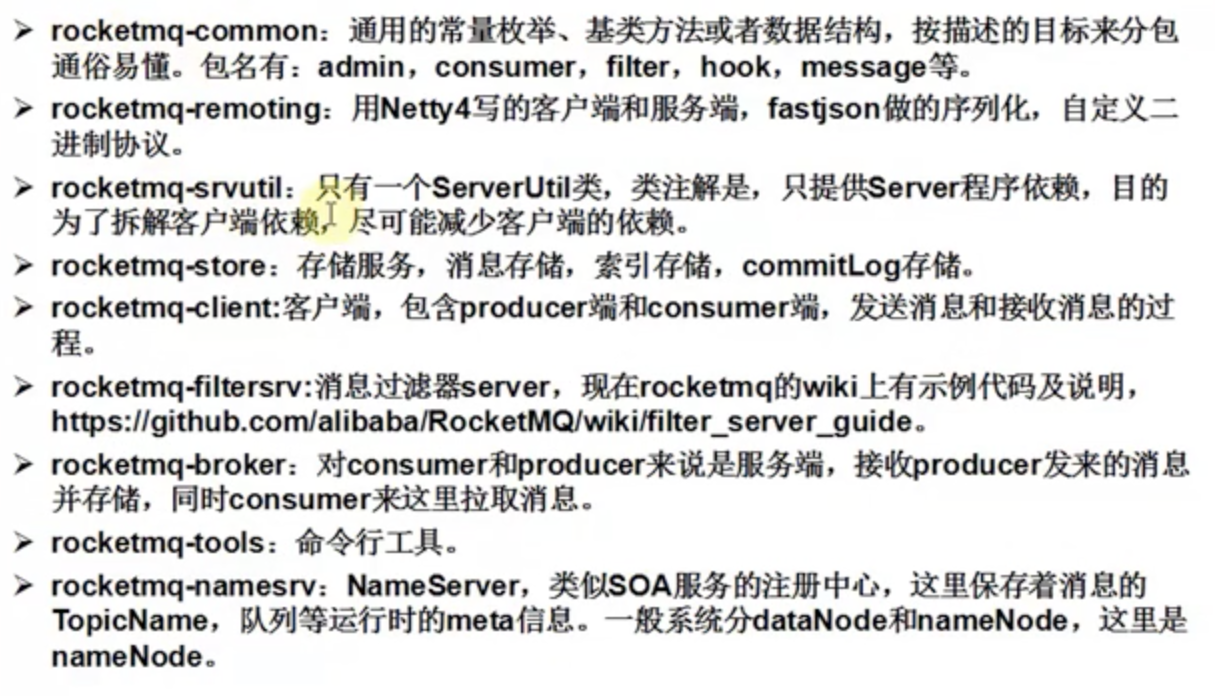 ➢ rocketmq-common：通用的常量枚举、基类方法或者数据结构，按描述的目标来分包
通俗易懂。包名有：admin，consumer，filter，hook，message等。
➢ rocketmq-remoting：用Netty4写的客户端和服务端，fastjson做的序列化，自定义二
进制协议。
➢ rocketmq-srvutil：只有一个ServerUtil类，类注解是，只提供Server程序依赖，目的
为了拆解客户端依赖，尽可能减少客户端的依赖。
➢ rocketmq-store：存储服务，消息存储，索引存储，commitLog存储。
➢ rocketmq-client:客户端，包含producer端和consumer端，发送消息和接收消息的过
程。
➢ rocketmq-filtersrv:消息过滤器server，现在rocketmq的wiki上有示例代码及说明，
https://github.com/alibaba/RocketMQ/wiki/filter_server_guide。
➢ rocketmq-broker：对consumer和producer来说是服务端，接收producer发来的消息
并存储，同时consumer来这里拉取消息。
➢ rocketmq-tools：命令行工具。
➢ rocketmq-namesrv：NameServer，类似SOA服务的注册中心，这里保存着消息的
TopicName，队列等运行时的meta信息。一般系统分dataNode和nameNode，这里是
nameNode。